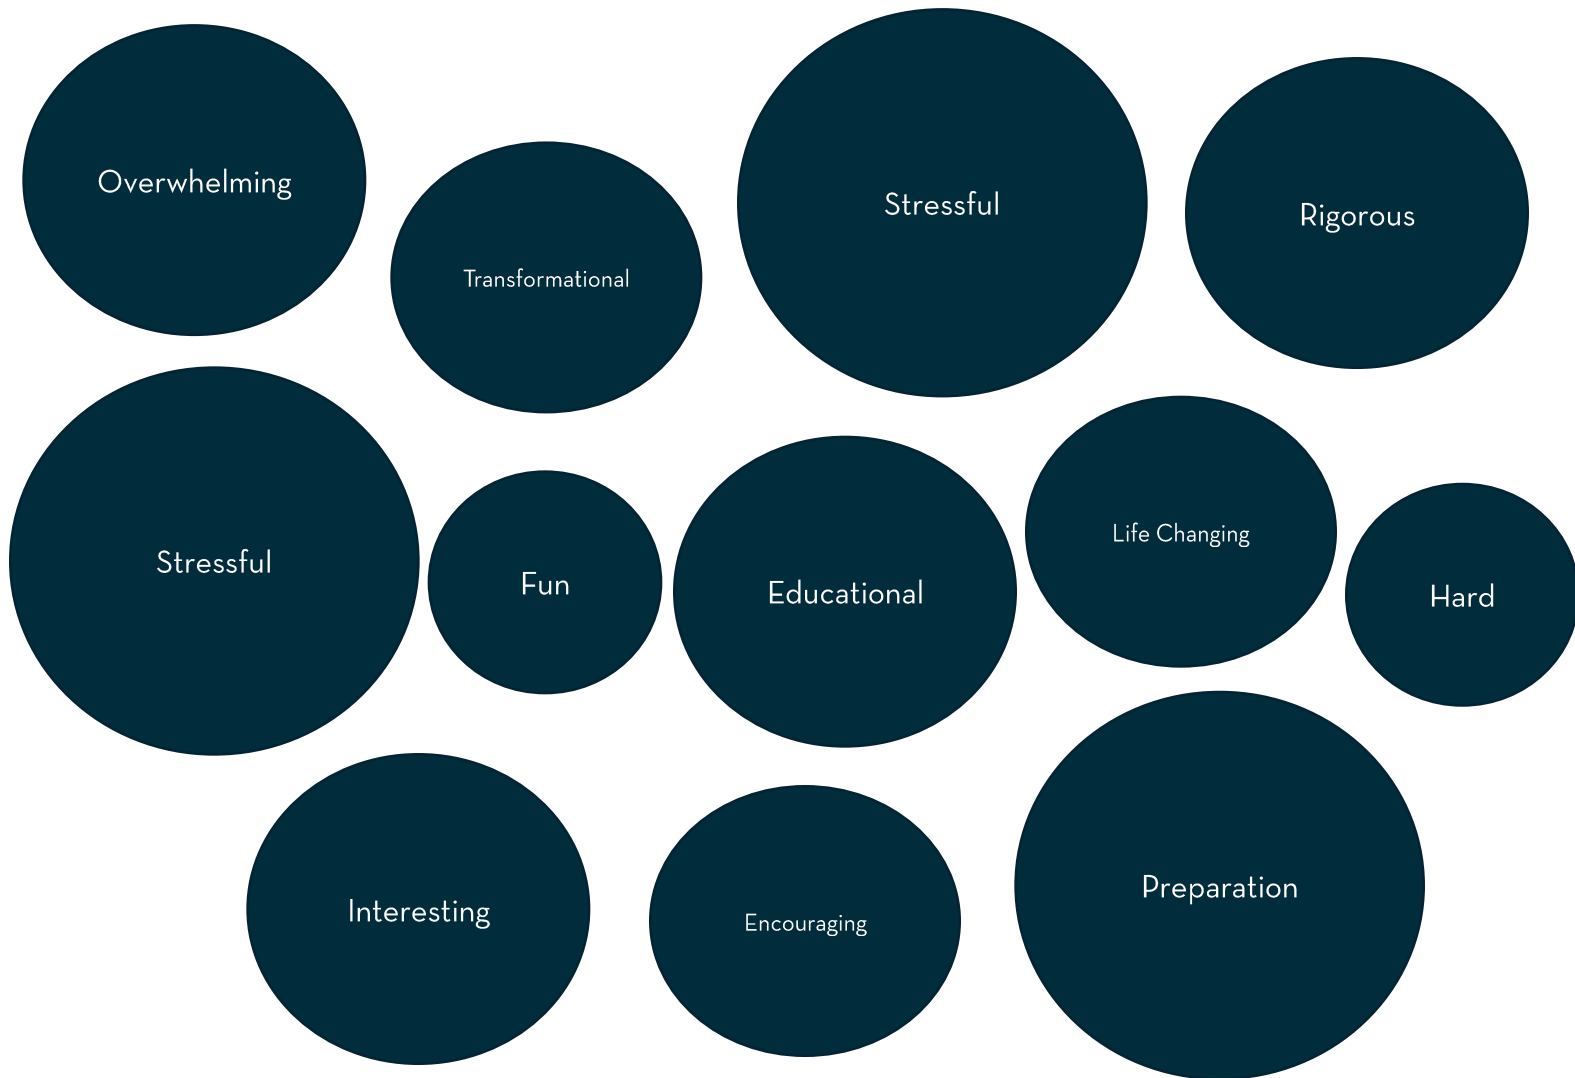 Overwhelming
Transformational
Stressful
Rigorous
Stressful
Fun
Educational
Life Changing
Hard
Interesting
Encouraging
Preparation